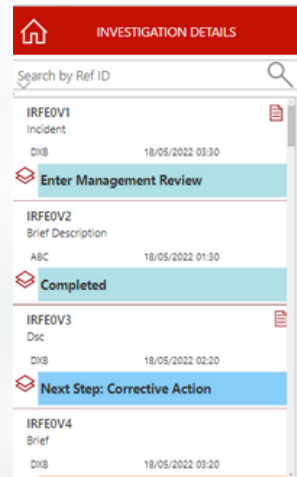 INVESTIGATION DETAILS
Search by Ref ID
IRFE0V1
Incident
DXB 18/05/2022 03:30
Enter Management Review
IRFE0V2
Brief Description
ABC 18/05/2022 01:30
Completed
IRFE0V3
Dsc
DXB 18/05/2022 02:20
Next Step: Corrective Action
IRFE0V4
Brief
DXB 18/05/2022 03:20